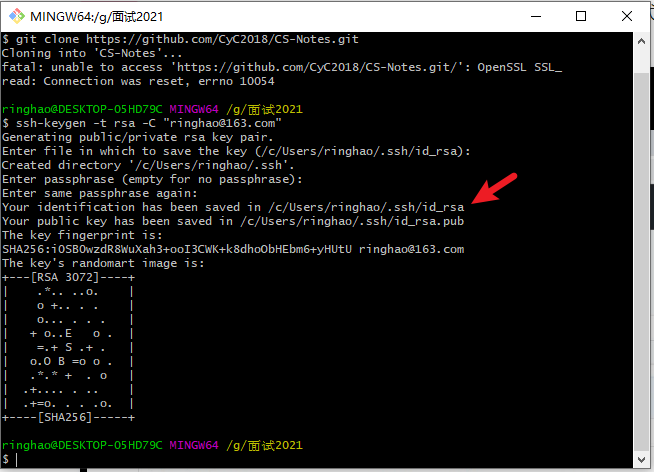 MINGW64:/g/面试2021
$ git clone https://github.com/CyC2018/CS-Notes.git
Cloning into 'CS-Notes'...
fatal: unable to access 'https://github.com/CyC2018/CS-Notes.git/': OpenSSL SSL_
read: Connection was reset, errno 10054
ringhao@DESKTOP-O5HD79C MINGW64 /g/面试2021
$ ssh-keygen -t rsa -C "ringhao@163.com"
Generating public/private rsa key pair.
Enter file in which to save the key (/c/Users/ringhao/.ssh/id_rsa):
Created directory '/c/Users/ringhao/.ssh'.
Enter passphrase (empty for no passphrase):
Enter same passphrase again:
Your identification has been saved in /c/Users/ringhao/.ssh/id_rsa
Your public key has been saved in /c/Users/ringhao/.ssh/id_rsa.pub
The key fingerprint is:
SHA256:iOSBOwzdR8WuXah3+ooI3CWK+k8dhoObHEbm6+yHUtU ringhao@163.com
The key's randomart image is:
+---[RSA 3072]----+
|    .*.. ..o.    |
|    o +.. . .    |
|    o... . . .   |
|   + o..E   o .  |
|    =.+ S .+ .   |
|   o.O B =o o .  |
|   .*.* +  . o   |
|  .+.... . ..    |
|  .+=o. . . .o.  |
+----[SHA256]-----+
ringhao@DESKTOP-O5HD79C MINGW64 /g/面试2021
$